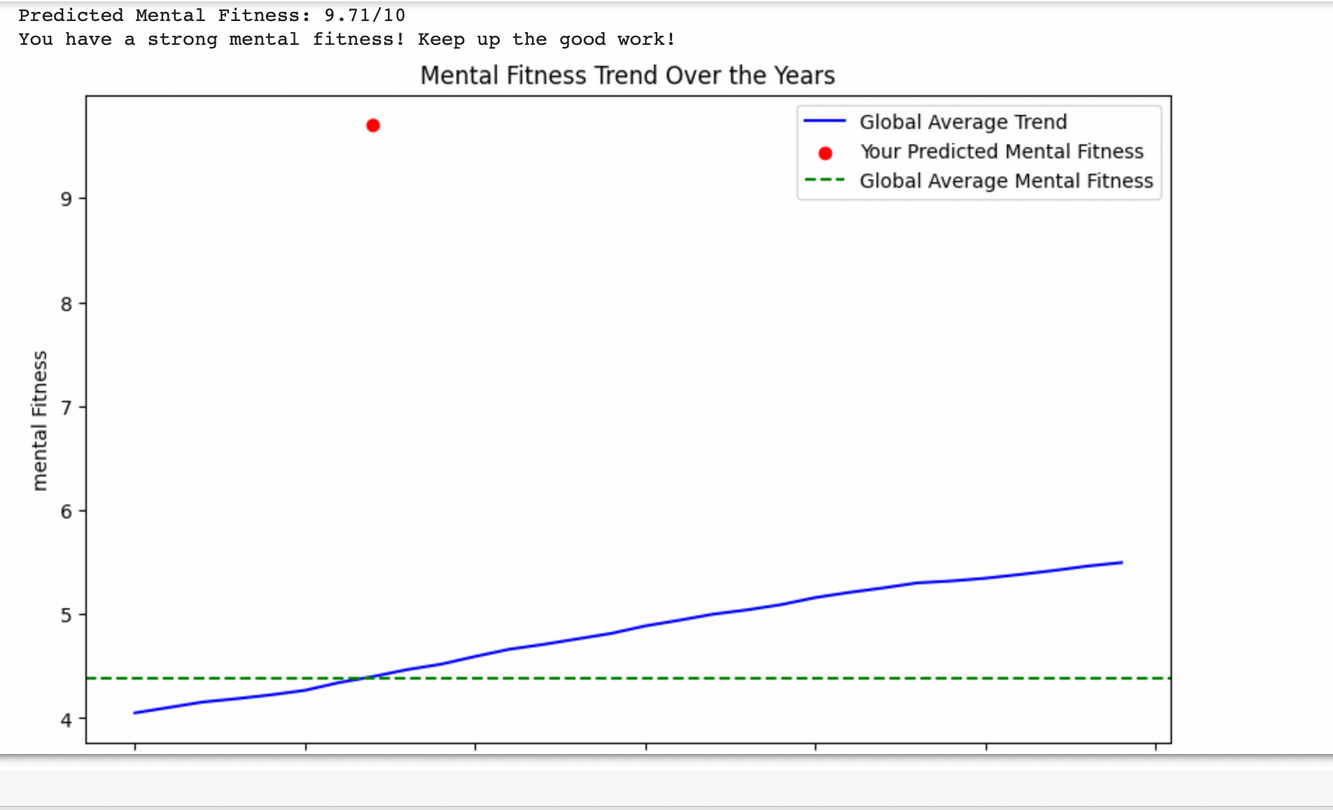 Predicted Mental Fitness: 9.71/10
You have a strong mental fitness! Keep up the good work!
Mental Fitness Trend Over the Years
Global Average Trend
Your Predicted Mental Fitness
Global Average Mental Fitness
9
8
7
6
5
4
mental Fitness